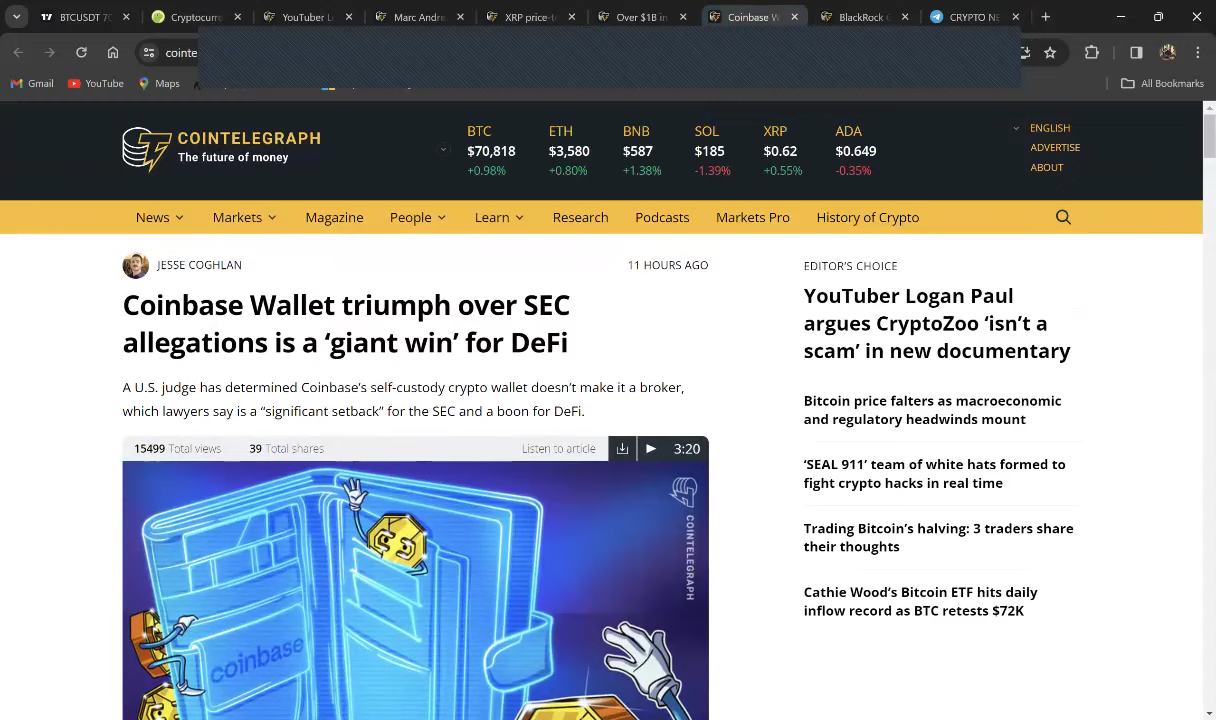 BTCUSDT 7
Cryptocurr
YouTuber L
Marc Andre
XRP price-
Over $1B in
Coinbase W
BlackRock
CRYPTO NE
cointe
Gmail
YouTube
Maps
All Bookmarks
COINTELEGRAPH
The future of money
BTC ETH BNB SOL XRP ADA
$70,818 $3,580 $587 $185 $0.62 $0.649
+0.98% +0.80% +1.38% -1.39% +0.55% -0.35%
ENGLISH
ADVERTISE
ABOUT
News Markets Magazine People Learn Research Podcasts Markets Pro History of Crypto
JESSE COGHLAN 11 HOURS AGO
Coinbase Wallet triumph over SEC
allegations is a ‘giant win’ for DeFi
A U.S. judge has determined Coinbase’s self-custody crypto wallet doesn’t make it a broker,
which lawyers say is a “significant setback” for the SEC and a boon for DeFi.
15499 Total views 39 Total shares Listen to article 3:20
COINTELEGRAPH
coinbase
EDITOR’S CHOICE
YouTuber Logan Paul
argues CryptoZoo ‘isn’t a
scam’ in new documentary
Bitcoin price falters as macroeconomic
and regulatory headwinds mount
‘SEAL 911’ team of white hats formed to
fight crypto hacks in real time
Trading Bitcoin’s halving: 3 traders share
their thoughts
Cathie Wood’s Bitcoin ETF hits daily
inflow record as BTC retests $72K